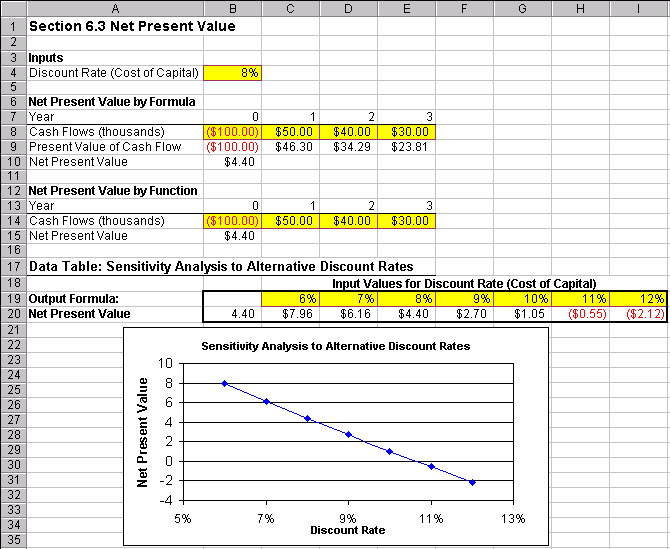 A B C D E F G H I
1 Section 6.3 Net Present Value
2
3 Inputs
4 Discount Rate (Cost of Capital) 8%
5
6 Net Present Value by Formula
7 Year 0 1 2 3
8 Cash Flows (thousands) ($100.00) $50.00 $40.00 $30.00
9 Present Value of Cash Flow ($100.00) $46.30 $34.29 $23.81
10 Net Present Value $4.40
11
12 Net Present Value by Function
13 Year 0 1 2 3
14 Cash Flows (thousands) ($100.00) $50.00 $40.00 $30.00
15 Net Present Value $4.40
16
17 Data Table: Sensitivity Analysis to Alternative Discount Rates
18 Input Values for Discount Rate (Cost of Capital)
19 Output Formula: 6% 7% 8% 9% 10% 11% 12%
20 Net Present Value 4.40 $7.96 $6.16 $4.40 $2.70 $1.05 ($0.55) ($2.12)
21
22
23
24
25
26
27
28
29
30
31
32
33
34
35
Sensitivity Analysis to Alternative Discount Rates
Net Present Value
10
8
6
4
2
0
-2
-4
5% 7% 9% 11% 13%
Discount Rate